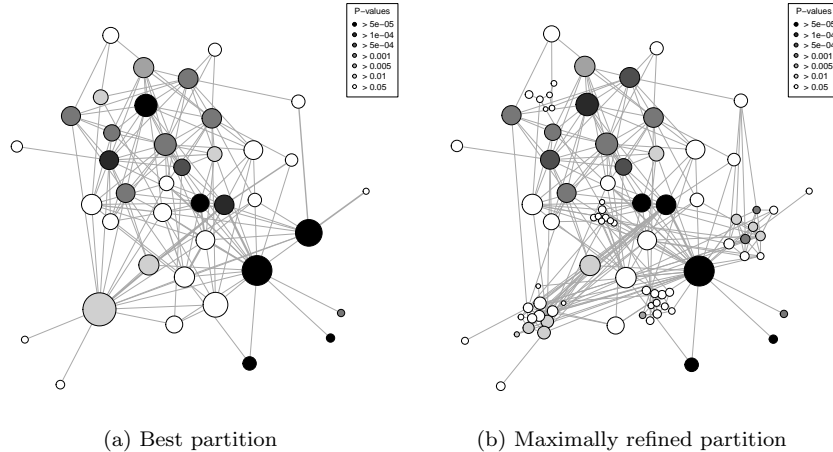 P-values
> 5e−05
> 1e−04
> 5e−04
> 0.001
> 0.005
> 0.01
> 0.05
P-values
> 5e−05
> 1e−04
> 5e−04
> 0.001
> 0.005
> 0.01
> 0.05
(a) Best partition
(b) Maximally refined partition